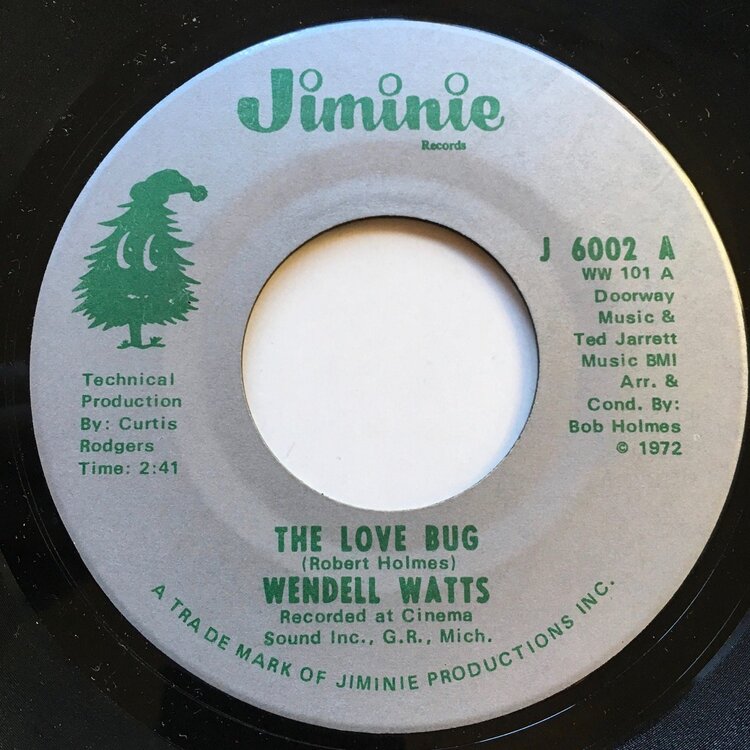 Jiminie
Records
J 6002 A
WW 101 A
Doorway
Music &
Ted Jarrett
Music BMI
Arr. &
Cond. By:
Bob Holmes
© 1972
Technical
Production
By: Curtis
Rodgers
Time: 2:41
THE LOVE BUG
(Robert Holmes)
WENDELL WATTS
Recorded at Cinema
Sound Inc., G.R., Mich.
A TRADE MARK OF JIMINIE PRODUCTIONS INC.